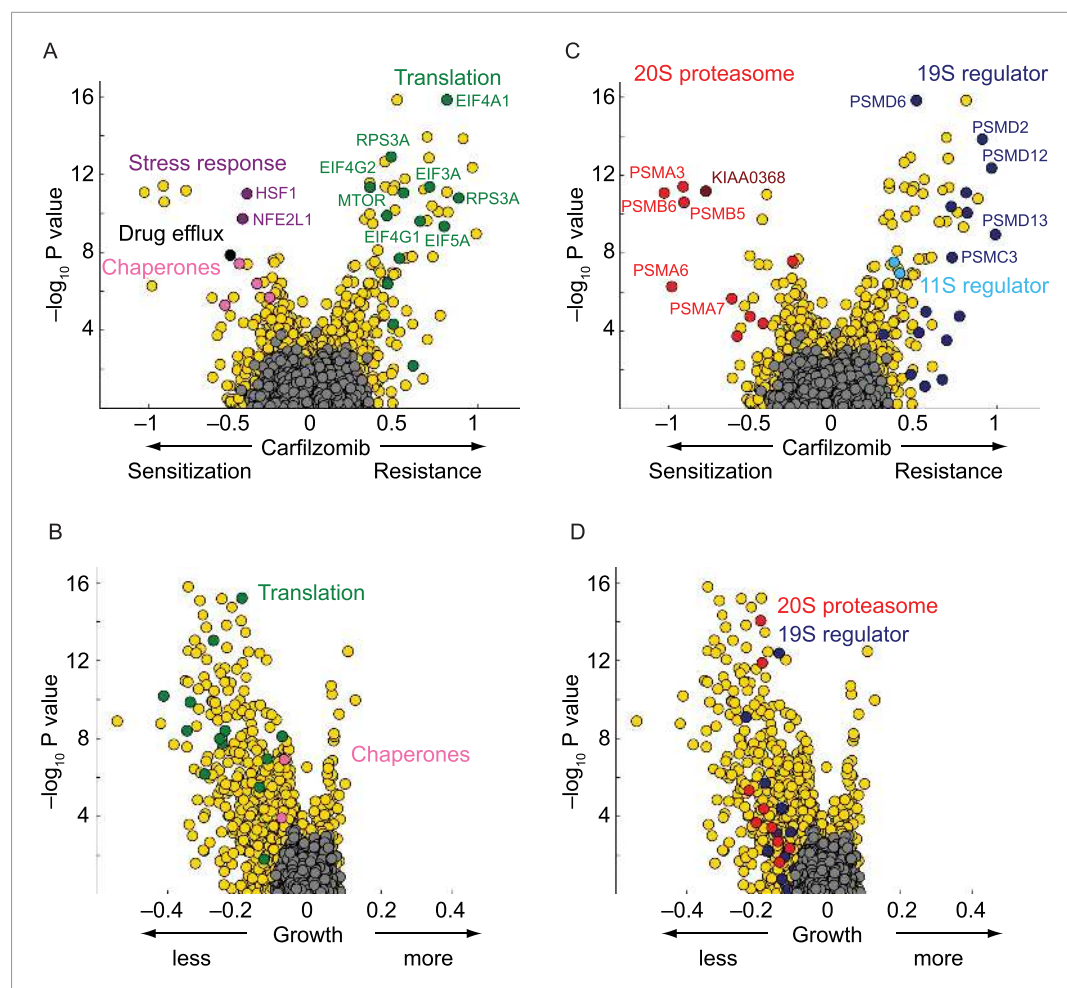 A
Translation
16
EIF4A1
RPS3A
12
EIF4G2
EIF3A
Stress response
HSF1
MTOR
RPS3A
NFE2L1
EIF4G1
EIF5A
Drug efflux
8
Chaperones
4
–log10 P value
–1
–0.5
0
0.5
1
Carfilzomib
Sensitization
Resistance
C
20S proteasome
19S regulator
16
PSMD6
PSMD2
12
PSMD12
PSMA3
KIAA0368
PSMB6
PSMB5
PSMD13
8
PSMC3
PSMA6
11S regulator
PSMA7
4
–log10 P value
–1
–0.5
0
0.5
1
Carfilzomib
Sensitization
Resistance
B
16
Translation
12
8
Chaperones
4
–log10 P value
–0.4
–0.2
0
0.2
0.4
Growth
less
more
D
16
20S proteasome
19S regulator
12
8
4
–log10 P value
–0.4
–0.2
0
0.2
0.4
Growth
less
more